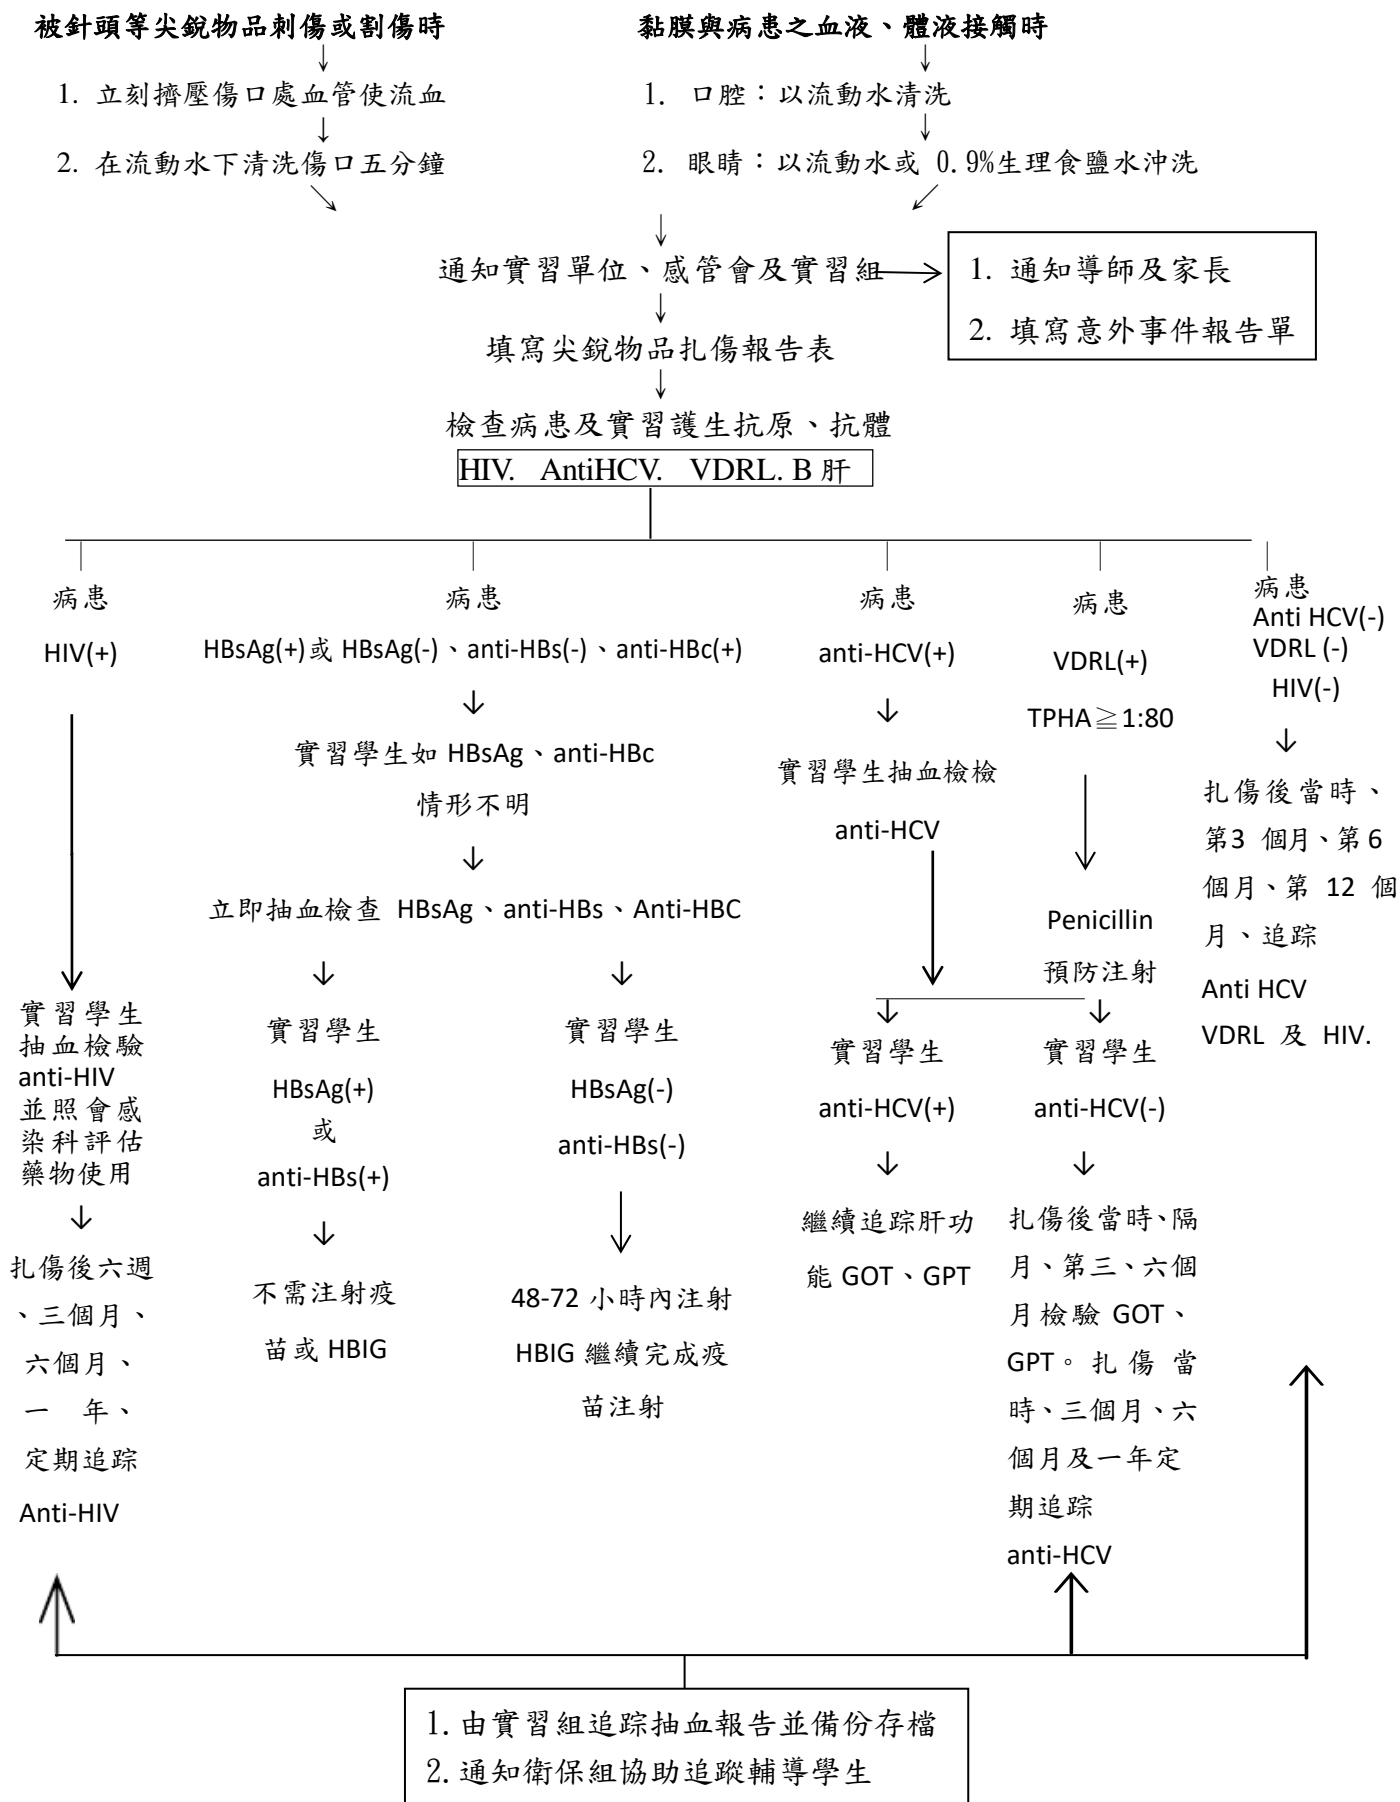 被針頭等尖銳物品刺傷或割傷時
1. 立刻擠壓傷口處血管使流血
2. 在流動水下清洗傷口五分鐘
黏膜與病患之血液、體液接觸時
1. 口腔：以流動水清洗
2. 眼睛：以流動水或 0.9%生理食鹽水沖洗
通知實習單位、感管會及實習組
1. 通知導師及家長
2. 填寫意外事件報告單
填寫尖銳物品扎傷報告表
檢查病患及實習護生抗原、抗體
HIV. AntiHCV. VDRL. B 肝
病患
HIV(+)
實習學生
抽血檢驗
anti-HIV
並照會感
染科評估
藥物使用
扎傷後六週
、三個月、
六個月、
一 年、
定期追踪
Anti-HIV
病患
HBsAg(+)或 HBsAg(-)、anti-HBs(-)、anti-HBc(+)
實習學生如 HBsAg、anti-HBc
情形不明
立即抽血檢查 HBsAg、anti-HBs、Anti-HBC
實習學生
HBsAg(+)
或
anti-HBs(+)
不需注射疫
苗或 HBIG
實習學生
HBsAg(-)
anti-HBs(-)
48-72 小時內注射
HBIG 繼續完成疫
苗注射
病患
anti-HCV(+)
實習學生抽血檢檢
anti-HCV
實習學生
anti-HCV(+)
繼續追踪肝功
能 GOT、GPT
病患
VDRL(+)
TPHA≧1:80
Penicillin
預防注射
實習學生
anti-HCV(-)
扎傷後當時、隔
月、第三、六個
月檢驗 GOT、
GPT。扎傷當
時、三個月、六
個月及一年定
期追踪
anti-HCV
病患
Anti HCV(-)
VDRL (-)
HIV(-)
扎傷後當時、
第3 個月、第 6
個月、第 12 個
月、追踪
Anti HCV
VDRL 及 HIV.
1. 由實習組追踪抽血報告並備份存檔
2. 通知衛保組協助追蹤輔導學生